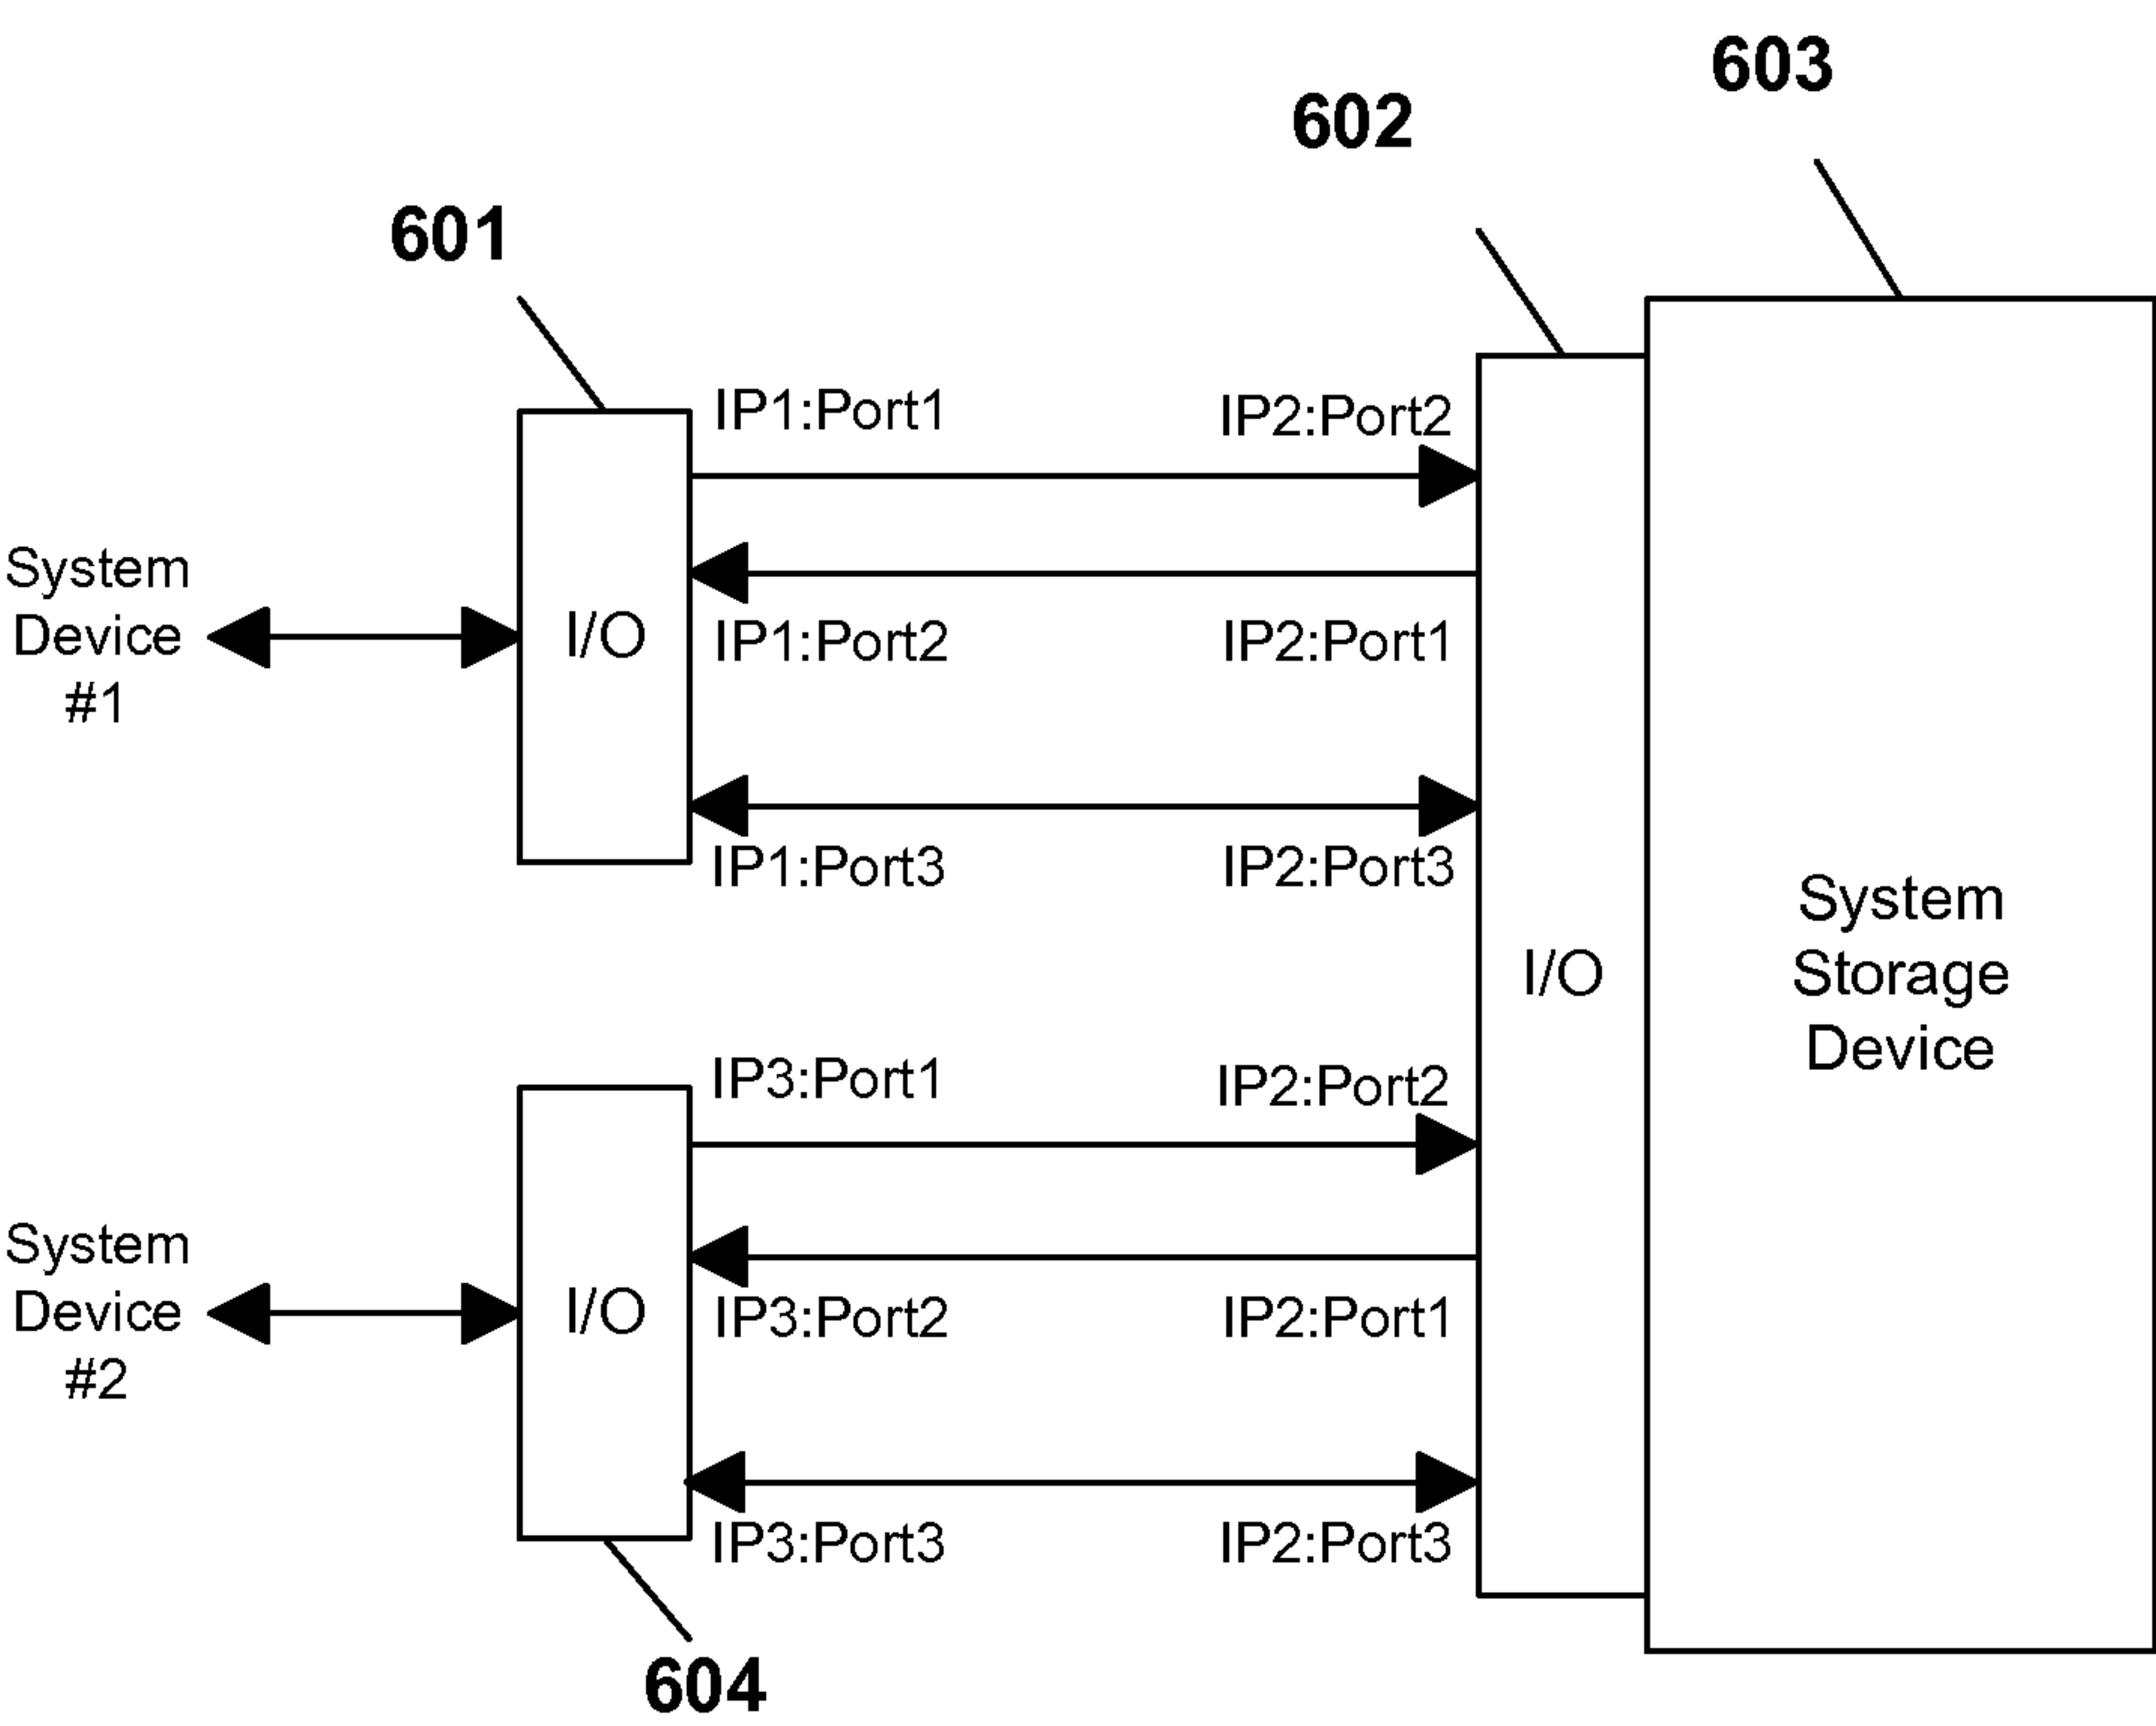 603
602
601
IP1:Port1
IP2:Port2
System
Device
#1
I/O
IP1:Port2
IP2:Port1
IP1:Port3
IP2:Port3
System
Storage
Device
I/O
IP3:Port1
IP2:Port2
System
Device
#2
I/O
IP3:Port2
IP2:Port1
IP3:Port3
IP2:Port3
604